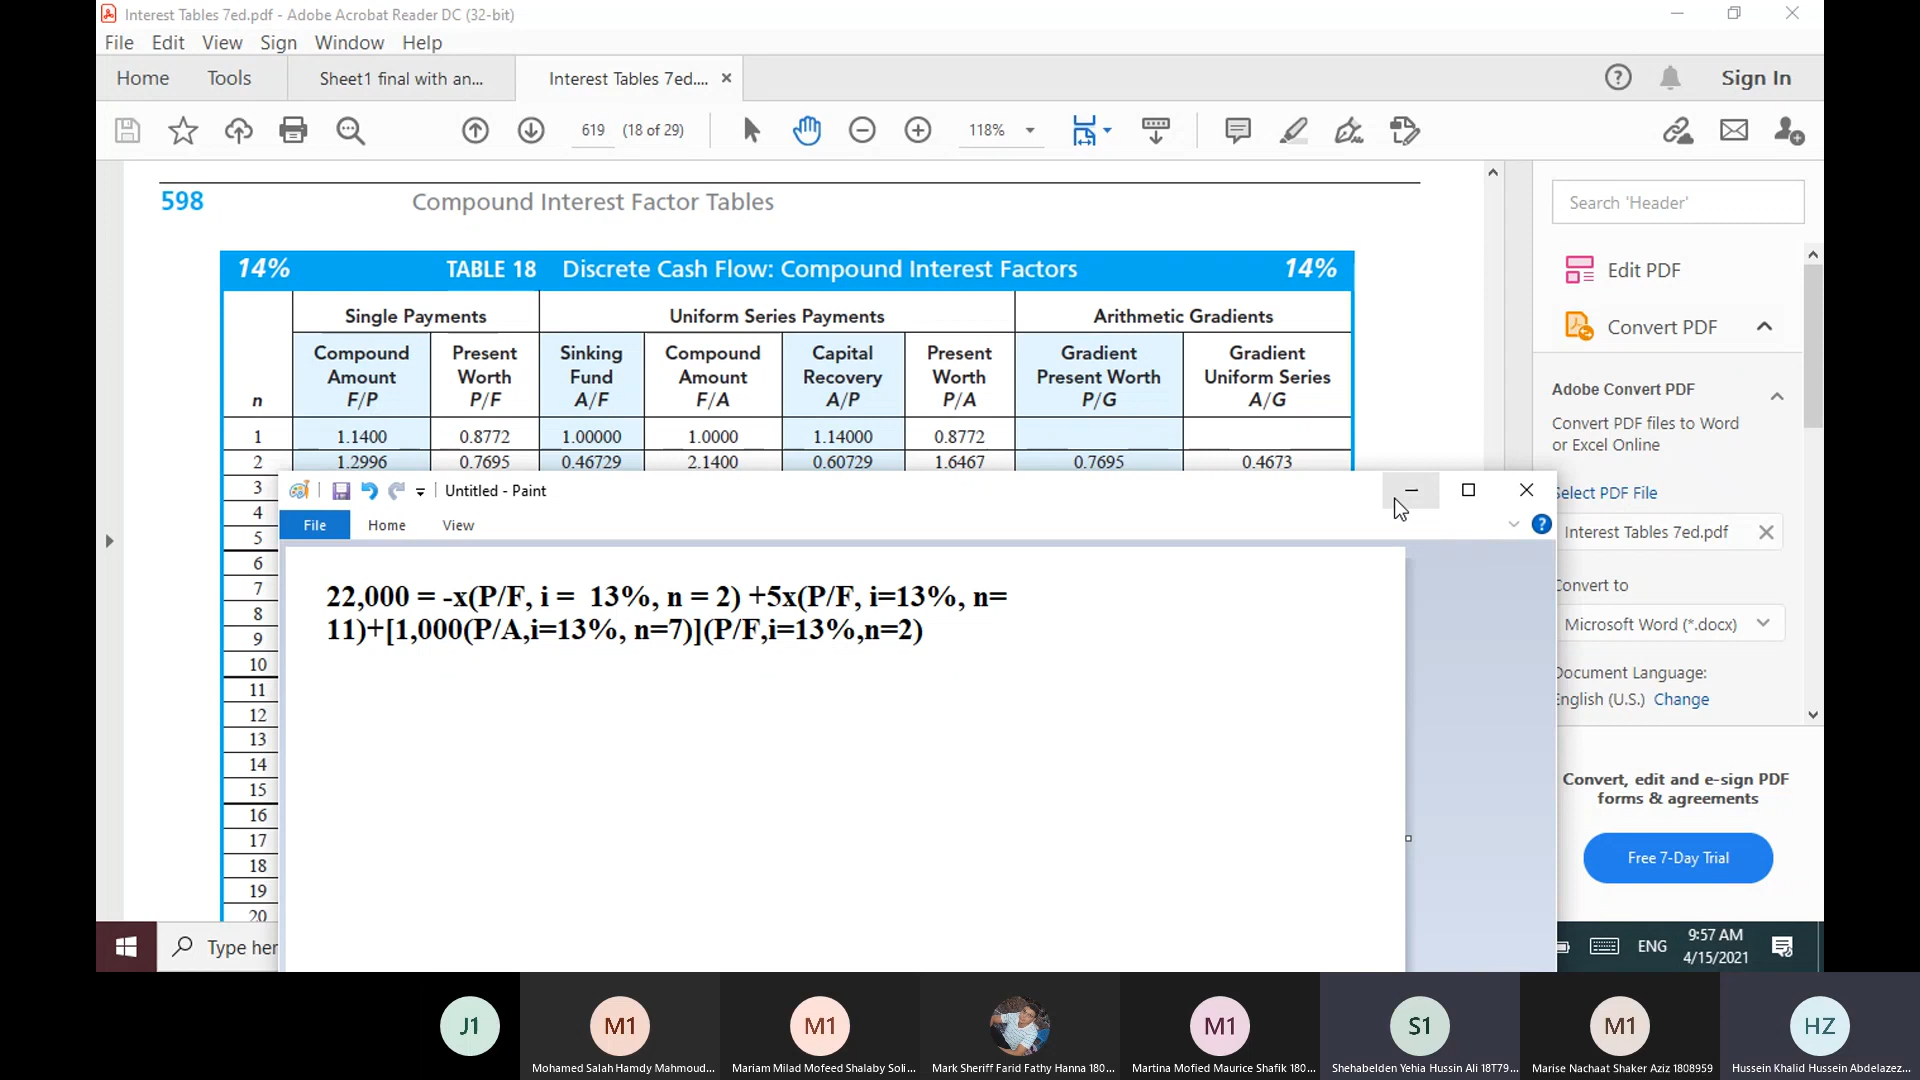 Interest Tables 7ed.pdf - Adobe Acrobat Reader DC (32-bit)
File Edit View Sign Window Help
Home Tools Sheet1 final with an... Interest Tables 7ed.... Sign In
619 (18 of 29) 118%
598 Compound Interest Factor Tables
Search 'Header'
14% TABLE 18 Discrete Cash Flow: Compound Interest Factors 14%
Single Payments Uniform Series Payments Arithmetic Gradients
Compound Present Sinking Compound Capital Present Gradient Gradient
Amount Worth Fund Amount Recovery Worth Present Worth Uniform Series
n F/P P/F A/F F/A A/P P/A P/G A/G
1 1.1400 0.8772 1.00000 1.0000 1.14000 0.8772
2 1.2996 0.7695 0.46729 2.1400 0.60729 1.6467 0.7695 0.4673
3
4
5
6
7
8
9
10
11
12
13
14
15
16
17
18
19
20
Untitled - Paint
File Home View
22,000 = -x(P/F, i = 13%, n = 2) +5x(P/F, i=13%, n=
11)+[1,000(P/A,i=13%, n=7)](P/F,i=13%,n=2)
Edit PDF
Convert PDF
Adobe Convert PDF
Convert PDF files to Word
or Excel Online
Select PDF File
Interest Tables 7ed.pdf
Convert to
Microsoft Word (*.docx)
Document Language:
English (U.S.) Change
Convert, edit and e-sign PDF
forms & agreements
Free 7-Day Trial
Type her
ENG
9:57 AM
4/15/2021
J1 M1 M1 M1 S1 M1 HZ
Mohamed Salah Hamdy Mahmoud... Mariam Milad Mofeed Shalaby Soli... Mark Sheriff Farid Fathy Hanna 180... Martina Mofied Maurice Shafik 180... Shehabelden Yehia Hussin Ali 18T79... Marise Nachaat Shaker Aziz 1808959 Hussein Khalid Hussein Abdelazez...